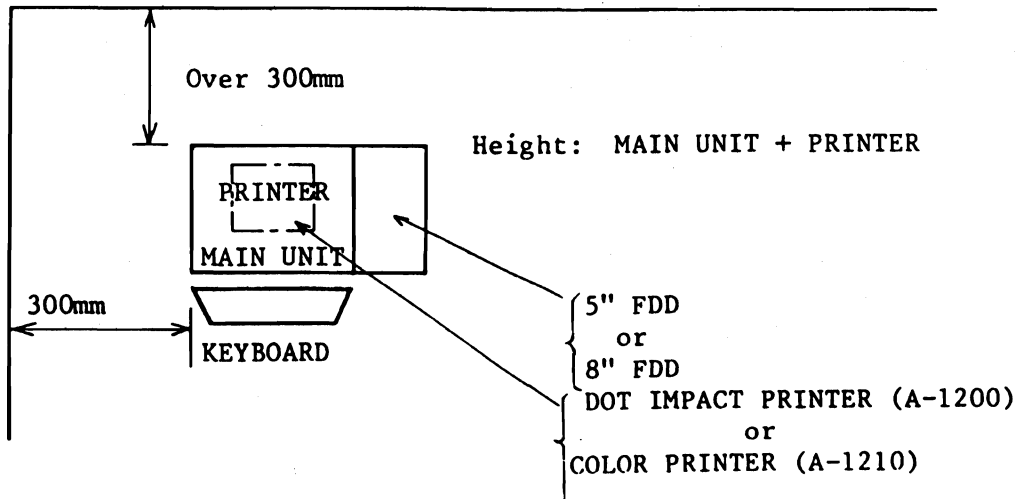 Over 300mm
Height: MAIN UNIT + PRINTER
PRINTER
MAIN UNIT
300mm
KEYBOARD
5" FDD
or
8" FDD
DOT IMPACT PRINTER (A-1200)
or
COLOR PRINTER (A-1210)